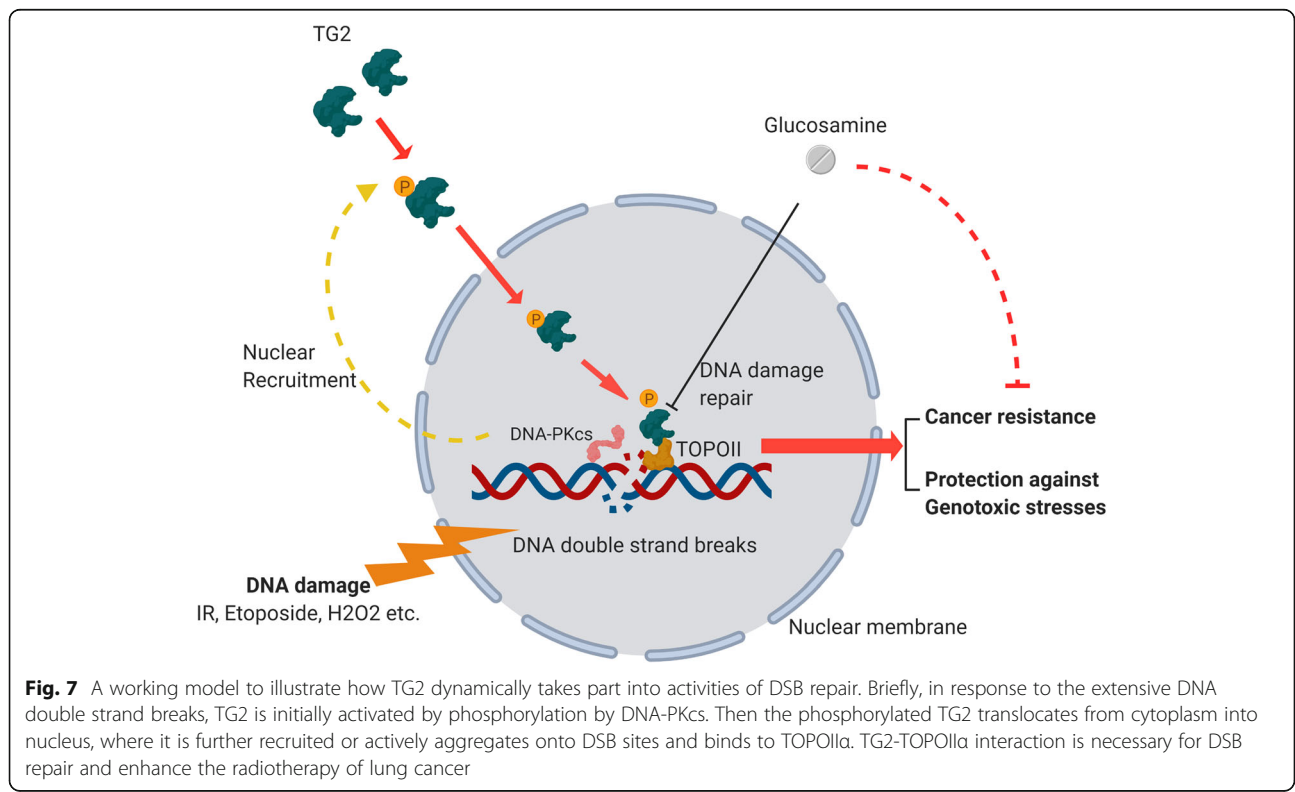 TG2
Glucosamine
P
P
Nuclear
Recruitment
DNA damage
repair
P
DNA-PKcs
TOPOII
Cancer resistance
Protection against
Genotoxic stresses
DNA double strand breaks
DNA damage
IR, Etoposide, H2O2 etc.
Nuclear membrane
Fig. 7 A working model to illustrate how TG2 dynamically takes part into activities of DSB repair. Briefly, in response to the extensive DNA
double strand breaks, TG2 is initially activated by phosphorylation by DNA-PKcs. Then the phosphorylated TG2 translocates from cytoplasm into
nucleus, where it is further recruited or actively aggregates onto DSB sites and binds to TOPOIIα. TG2-TOPOIIα interaction is necessary for DSB
repair and enhance the radiotherapy of lung cancer